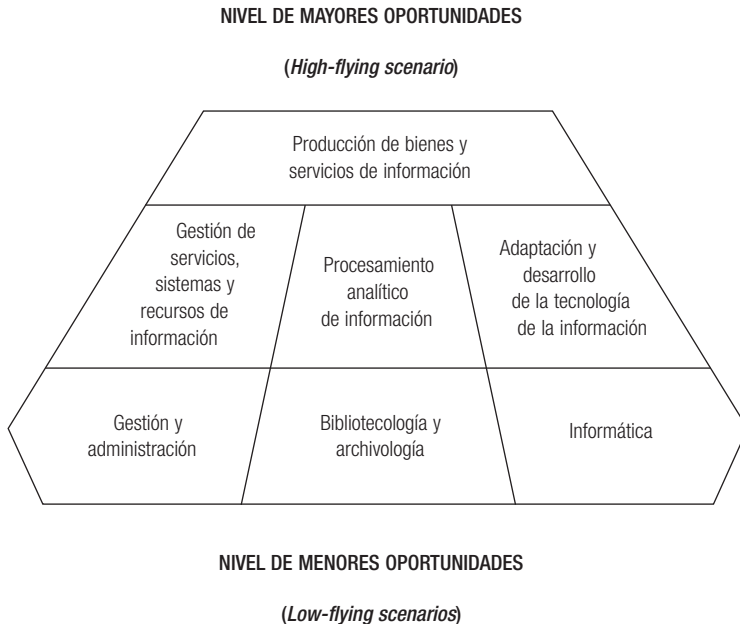 NIVEL DE MAYORES OPORTUNIDADES
(High-flying scenario)
Producción de bienes y
servicios de información
Gestión de
servicios,
sistemas y
recursos de
información
Procesamiento
analítico
de información
Adaptación y
desarrollo
de la tecnología
de la información
Gestión y
administración
Bibliotecología y
archivología
Informática
NIVEL DE MENORES OPORTUNIDADES
(Low-flying scenarios)